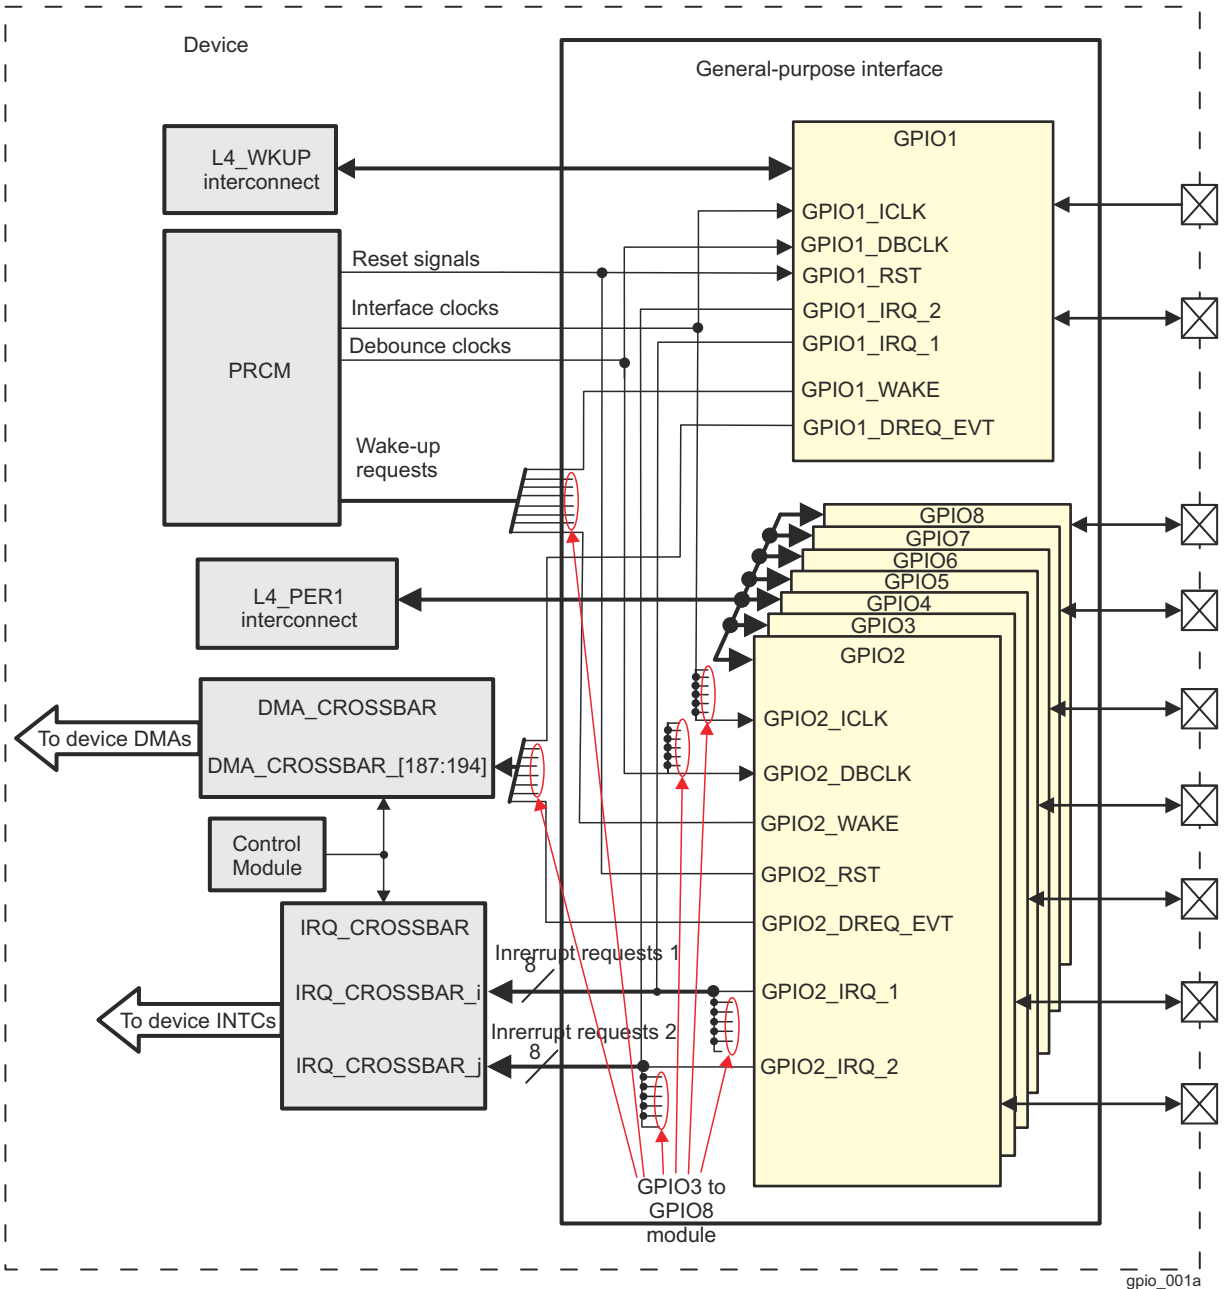 Device
General-purpose interface
GPIO1
L4_WKUP
interconnect
GPIO1_ICLK
GPIO1_DBCLK
Reset signals
GPIO1_RST
Interface clocks
GPIO1_IRQ_2
Debounce clocks
GPIO1_IRQ_1
PRCM
GPIO1_WAKE
GPIO1_DREQ_EVT
Wake-up
requests
GPIO8
GPIO7
GPIO6
GPIO5
GPIO4
GPIO3
GPIO2
L4_PER1
interconnect
DMA_CROSSBAR
GPIO2_ICLK
To device DMAs
DMA_CROSSBAR_[187:194]
GPIO2_DBCLK
GPIO2_WAKE
Control
Module
GPIO2_RST
IRQ_CROSSBAR
GPIO2_DREQ_EVT
Inrerrupt requests 1
8
IRQ_CROSSBAR_i
GPIO2_IRQ_1
To device INTCs
Inrerrupt requests 2
8
IRQ_CROSSBAR_j
GPIO2_IRQ_2
GPIO3 to
GPIO8
module
gpio_001a